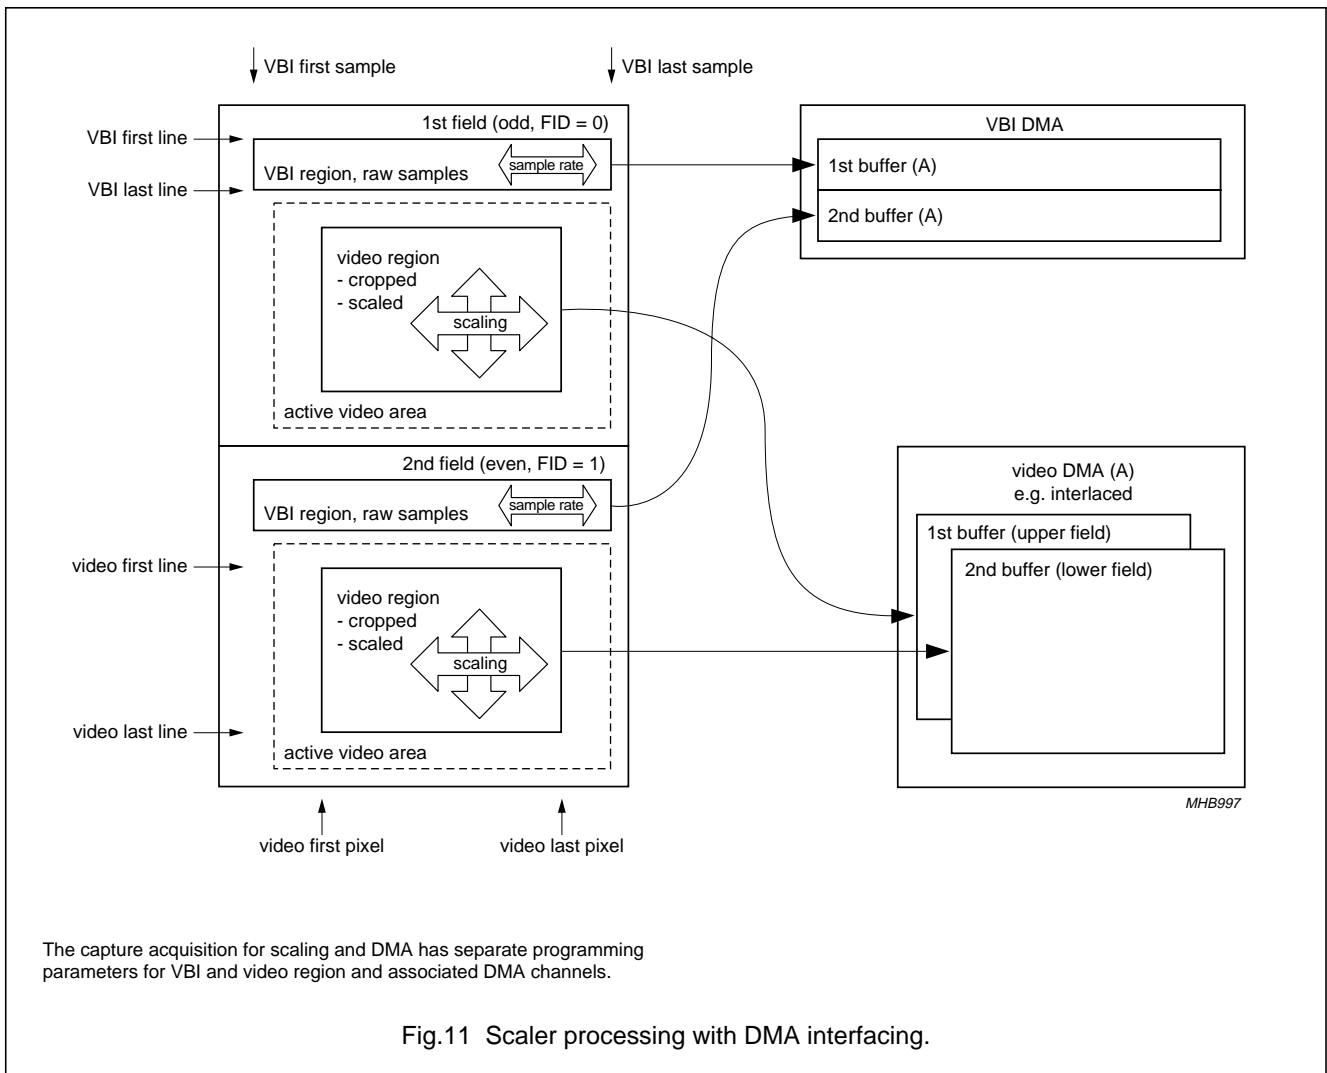 VBI first sample
VBI last sample
1st field (odd, FID = 0)
VBI first line
VBI region, raw samples
sample rate
VBI last line
video region
- cropped
- scaled
scaling
active video area
2nd field (even, FID = 1)
VBI region, raw samples
sample rate
video first line
video region
- cropped
- scaled
scaling
video last line
active video area
video first pixel
video last pixel
VBI DMA
1st buffer (A)
2nd buffer (A)
video DMA (A)
e.g. interlaced
1st buffer (upper field)
2nd buffer (lower field)
MHB997
The capture acquisition for scaling and DMA has separate programming
parameters for VBI and video region and associated DMA channels.
Fig.11 Scaler processing with DMA interfacing.